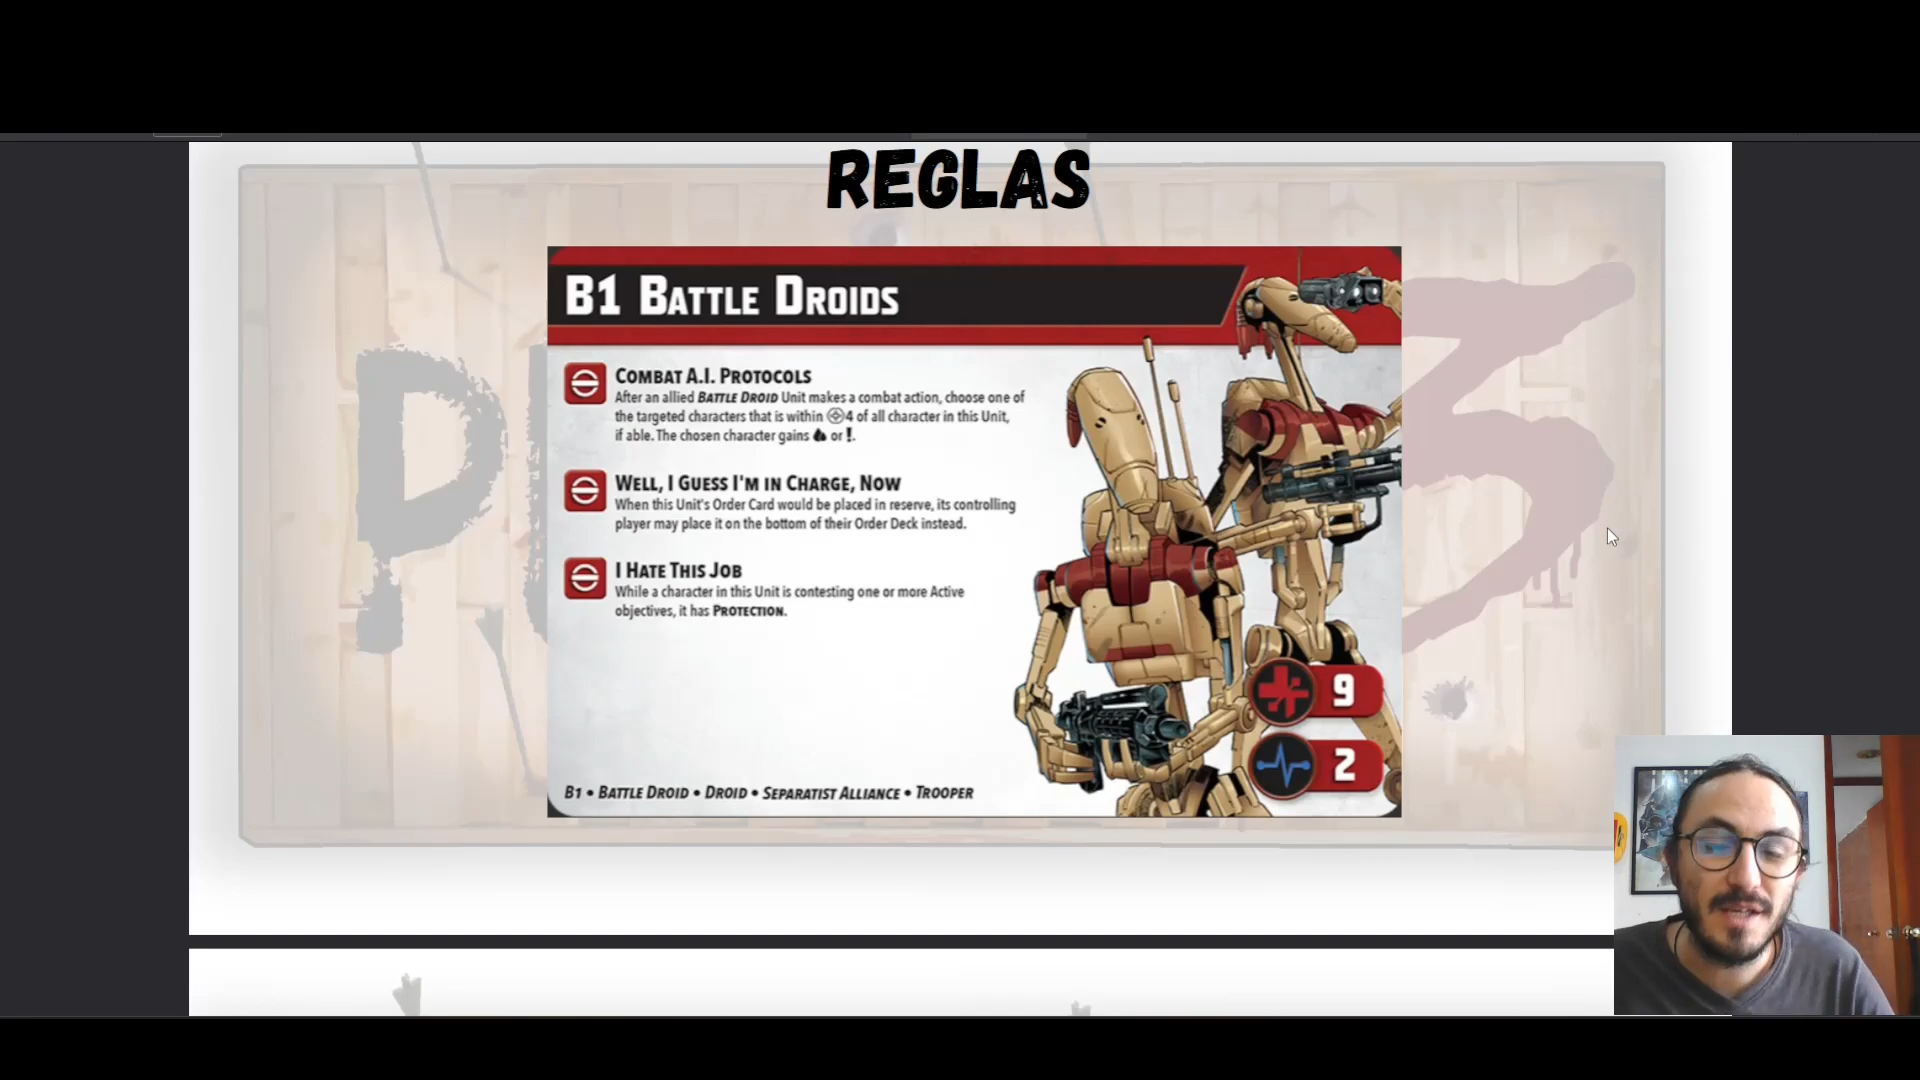 REGLAS
B1 BATTLE DROIDS
COMBAT A.I. PROTOCOLS
After an allied BATTLE DROID Unit makes a combat action, choose one of
the targeted characters that is within 4 of all character in this Unit,
if able. The chosen character gains or !.
WELL, I GUESS I'M IN CHARGE, NOW
When this Unit's Order Card would be placed in reserve, its controlling
player may place it on the bottom of their Order Deck instead.
I HATE THIS JOB
While a character in this Unit is contesting one or more Active
objectives, it has PROTECTION.
9
2
B1 • BATTLE DROID • DROID • SEPARATIST ALLIANCE • TROOPER
3